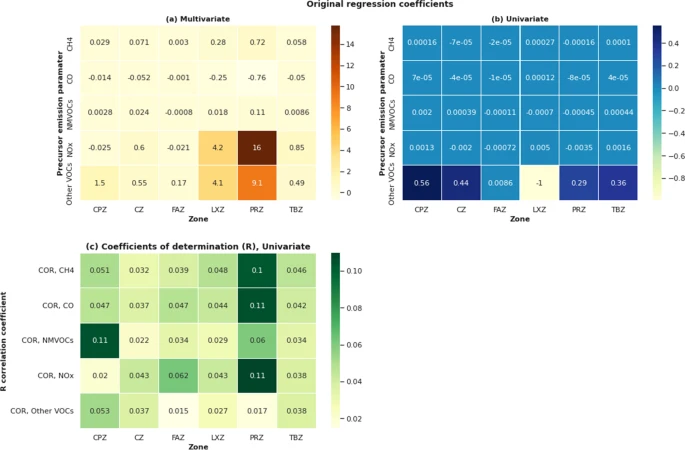 Original regression coefficients
(a) Multivariate
Precursor emission paramater
CH4 0.029 0.071 0.003 0.28 0.72 0.058
CO -0.014 -0.052 -0.001 -0.25 -0.76 -0.05
NMVOCs 0.0028 0.024 -0.0008 0.018 0.11 0.0086
NOx -0.025 0.6 -0.021 4.2 16 0.85
Other VOCs 1.5 0.55 0.17 4.1 9.1 0.49
CPZ CZ FAZ LXZ PRZ TBZ
Zone
14
12
10
8
6
4
2
0
(b) Univariate
Precursor emission paramater
CH4 0.00016 -7e-05 -2e-05 0.00027 -0.00016 0.0001
CO 7e-05 -4e-05 -1e-05 0.00012 -8e-05 4e-05
NMVOCs 0.002 0.00039 -0.00011 -0.0007 -0.00045 0.00044
NOx 0.0013 -0.002 -0.00072 0.005 -0.0035 0.0016
Other VOCs 0.56 0.44 0.0086 -1 0.29 0.36
CPZ CZ FAZ LXZ PRZ TBZ
Zone
0.4
0.2
0.0
-0.2
-0.4
-0.6
-0.8
(c) Coefficients of determination (R), Univariate
R correlation coefficient
COR, CH4 0.051 0.032 0.039 0.048 0.1 0.046
COR, CO 0.047 0.037 0.047 0.044 0.11 0.042
COR, NMVOCs 0.11 0.022 0.034 0.029 0.06 0.034
COR, NOx 0.02 0.043 0.062 0.043 0.11 0.038
COR, Other VOCs 0.053 0.037 0.015 0.027 0.017 0.038
CPZ CZ FAZ LXZ PRZ TBZ
Zone
0.10
0.08
0.06
0.04
0.02